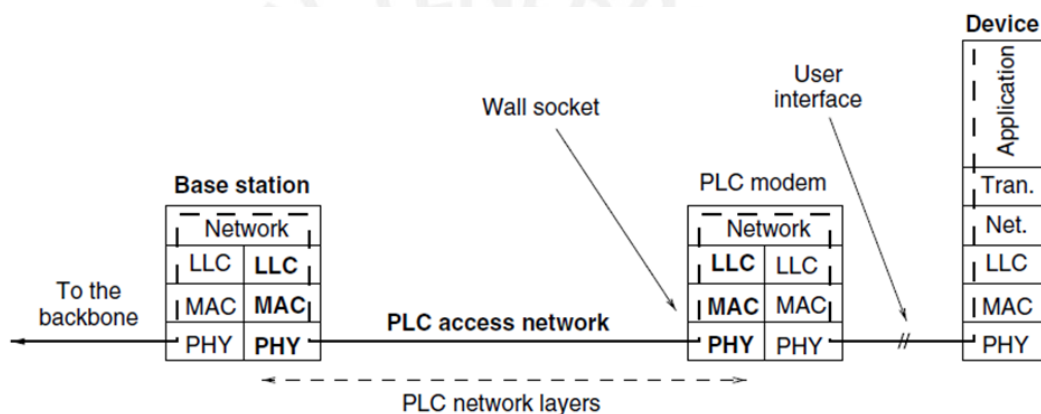 Device
User
interface
Wall socket
Application
Base station
PLC modem
Tran.
Network
Network
Net.
LLC LLC
LLC LLC
LLC
To the
backbone
MAC MAC
PLC access network
MAC MAC
MAC
PHY PHY
PHY PHY
PHY
PLC network layers